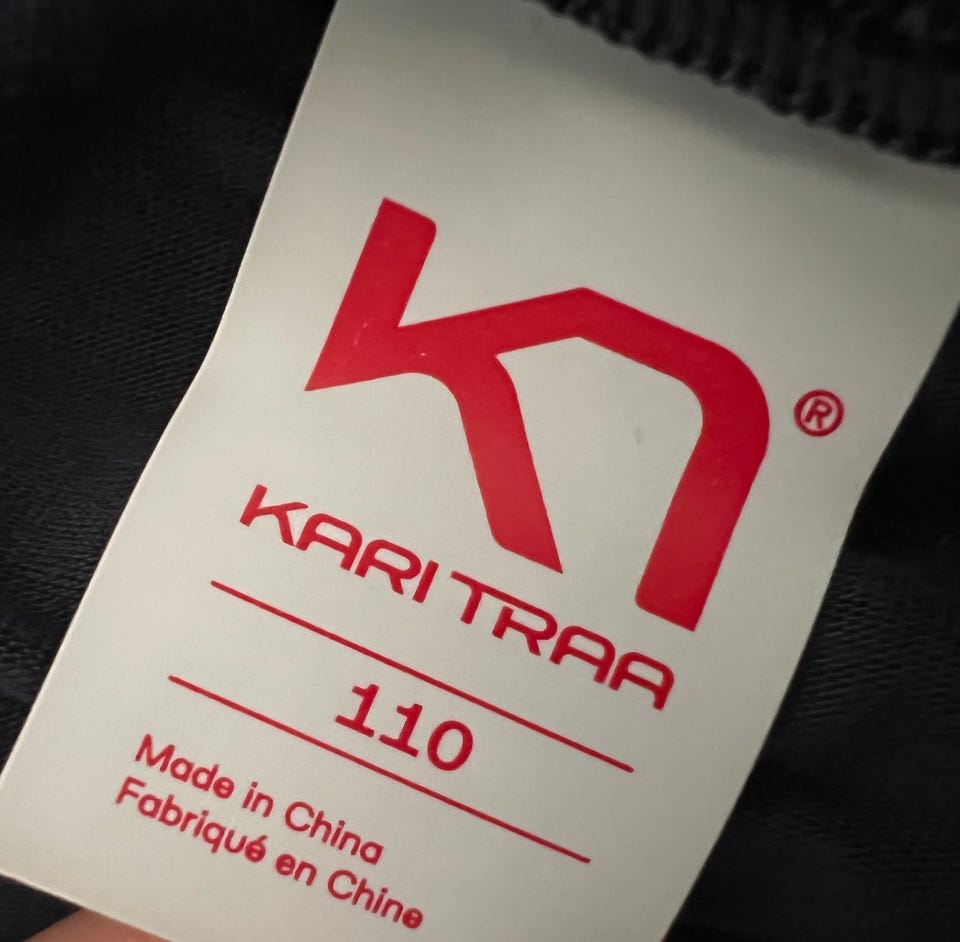 ®
KARI TRAA
110
Made in China
Fabriqué en Chine